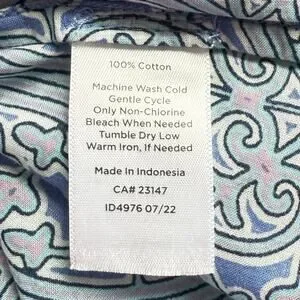 100% Cotton
Machine Wash Cold
Gentle Cycle
Only Non-Chlorine
Bleach When Needed
Tumble Dry Low
Warm Iron, If Needed
Made In Indonesia
CA# 23147
ID4976 07/22